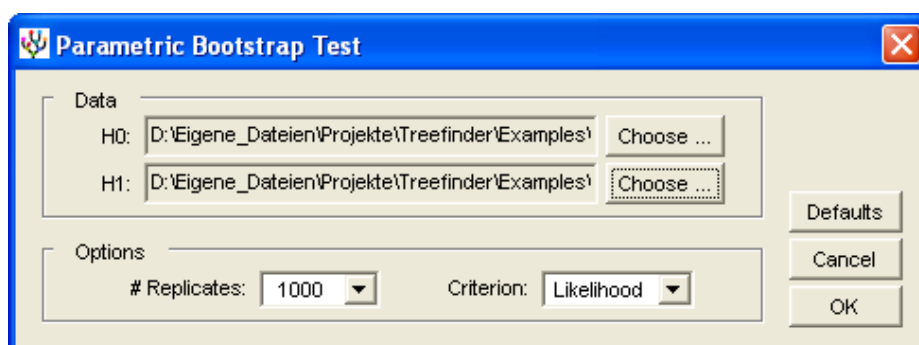 Parametric Bootstrap Test
Data
H0: D:\Eigene_Dateien\Projekte\Treefinder\Examples\ Choose ...
H1: D:\Eigene_Dateien\Projekte\Treefinder\Examples\ Choose ...
Defaults
Options
Cancel
# Replicates: 1000 Criterion: Likelihood
OK